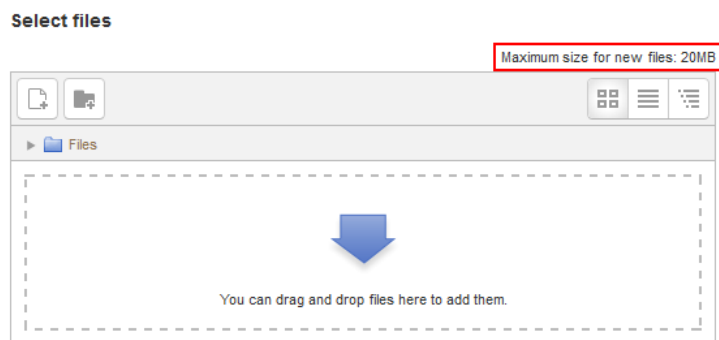 Select files
Maximum size for new files: 20MB
Files
You can drag and drop files here to add them.